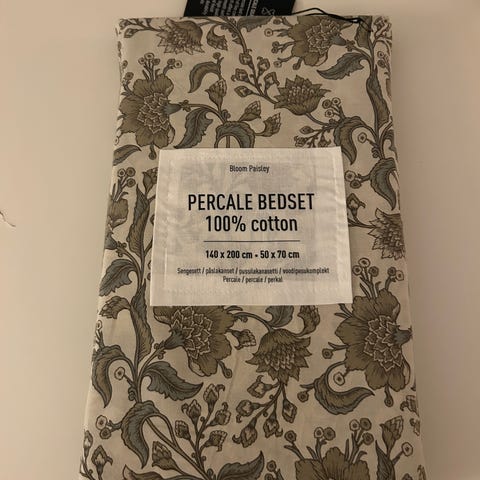 Bloom Paisley
PERCALE BEDSET
100% cotton
140 x 200 cm • 50 x 70 cm
Sengesett / påslakanset / pussilakanasetti / voodipesukomplekt
Percale / percale / perkal